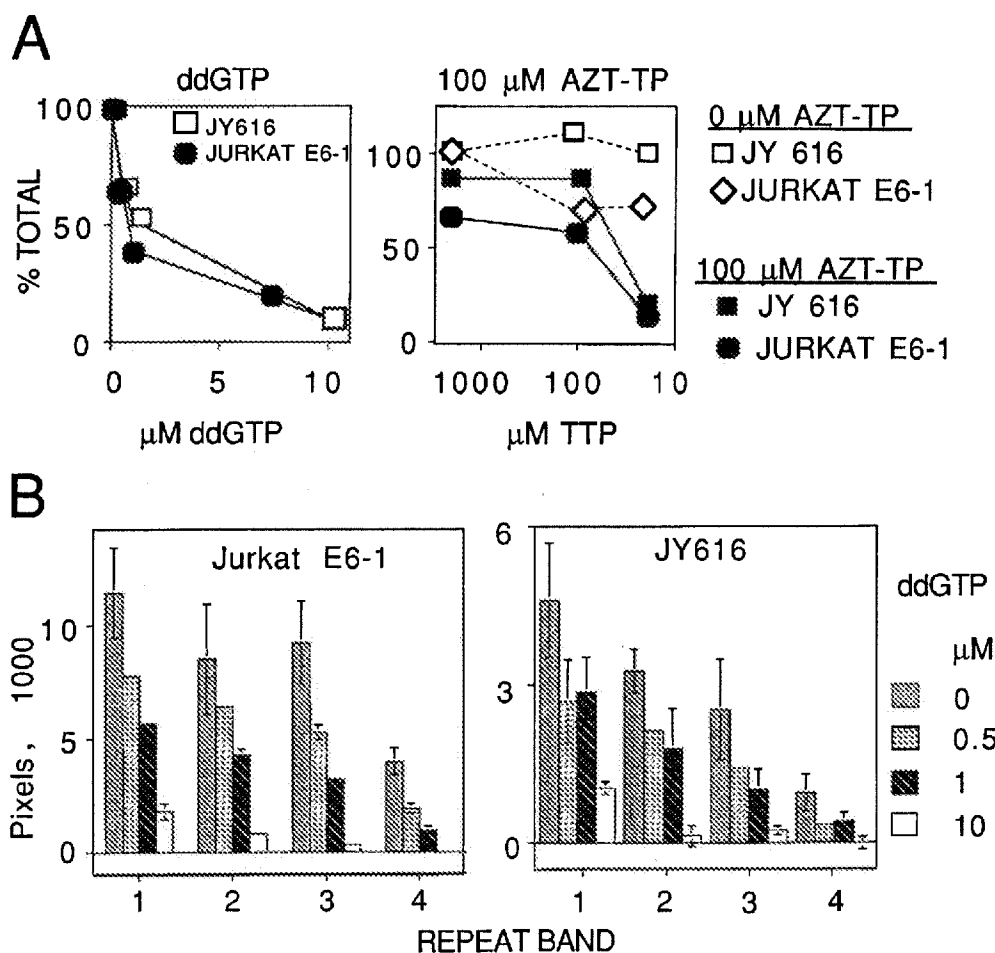 A
ddGTP
% TOTAL
100
50
0
JY616
JURKAT E6-1
0 5 10
μM ddGTP
100 μM AZT-TP
100
50
0
1000 100 10
μM TTP
0 μM AZT-TP
JY 616
JURKAT E6-1
100 μM AZT-TP
JY 616
JURKAT E6-1
B
Pixels, 1000
10
5
0
Jurkat E6-1
1 2 3 4
6
3
0
JY616
1 2 3 4
REPEAT BAND
ddGTP
μM
0
0.5
1
10